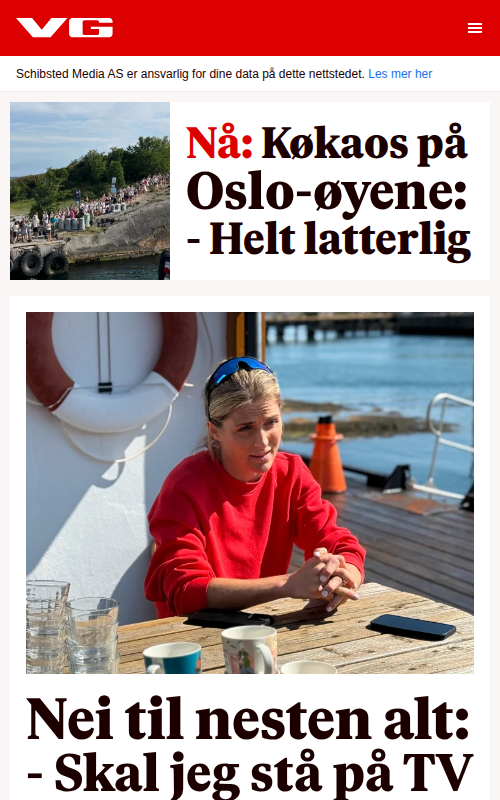 VG
Schibsted Media AS er ansvarlig for dine data på dette nettstedet. Les mer her
Nå: Køkaos på
Oslo-øyene:
- Helt latterlig
Nei til nesten alt:
- Skal jeg stå på TV